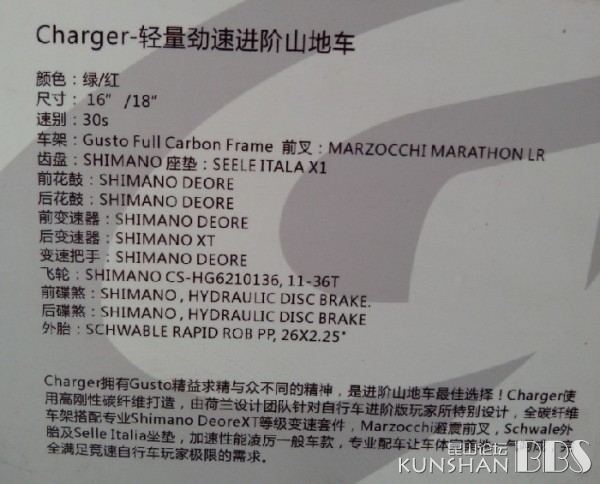 Charger-轻量劲速进阶山地车
颜色：绿/红
尺寸：16" /18"
速别：30s
车架：Gusto Full Carbon Frame 前叉：MARZOCCHI MARATHON LR
齿盘：SHIMANO 座垫：SEELE ITALA X1
前花鼓：SHIMANO DEORE
后花鼓：SHIMANO DEORE
前变速器：SHIMANO DEORE
后变速器：SHIMANO XT
变速把手：SHIMANO DEORE
飞轮：SHIMANO CS-HG6210136, 11-36T
前碟煞：SHIMANO , HYDRAULIC DISC BRAKE.
后碟煞：SHIMANO , HYDRAULIC DISC BRAKE
外胎：SCHWABLE RAPID ROB PP, 26X2.25"
Charger拥有Gusto精益求精与众不同的精神，是进阶山地车最佳选择！Charger使
用高刚性碳纤维打造，由荷兰设计团队针对自行车进阶版玩家所特别设计，全碳纤维
车架搭配专业Shimano DeoreXT等级变速套件，Marzocchi避震前叉，Schwale外
胎及Selle Italia坐垫，加速性能凌厉一般车款，专业配车让车体
全满足竞速自行车玩家极限的需求。
昆山论坛
KUNSHAN BBS